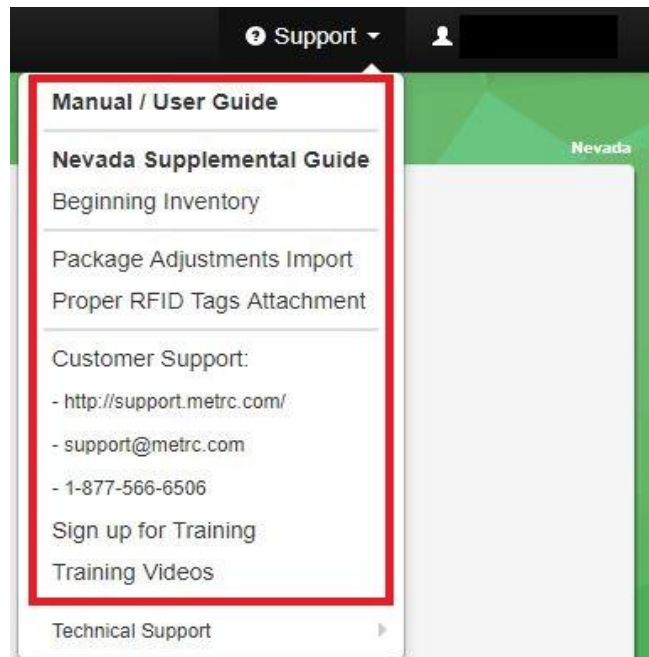 Support
Manual / User Guide
Nevada
Nevada Supplemental Guide
Beginning Inventory
Package Adjustments Import
Proper RFID Tags Attachment
Customer Support:
- http://support.metrc.com/
- support@metrc.com
- 1-877-566-6506
Sign up for Training
Training Videos
Technical Support